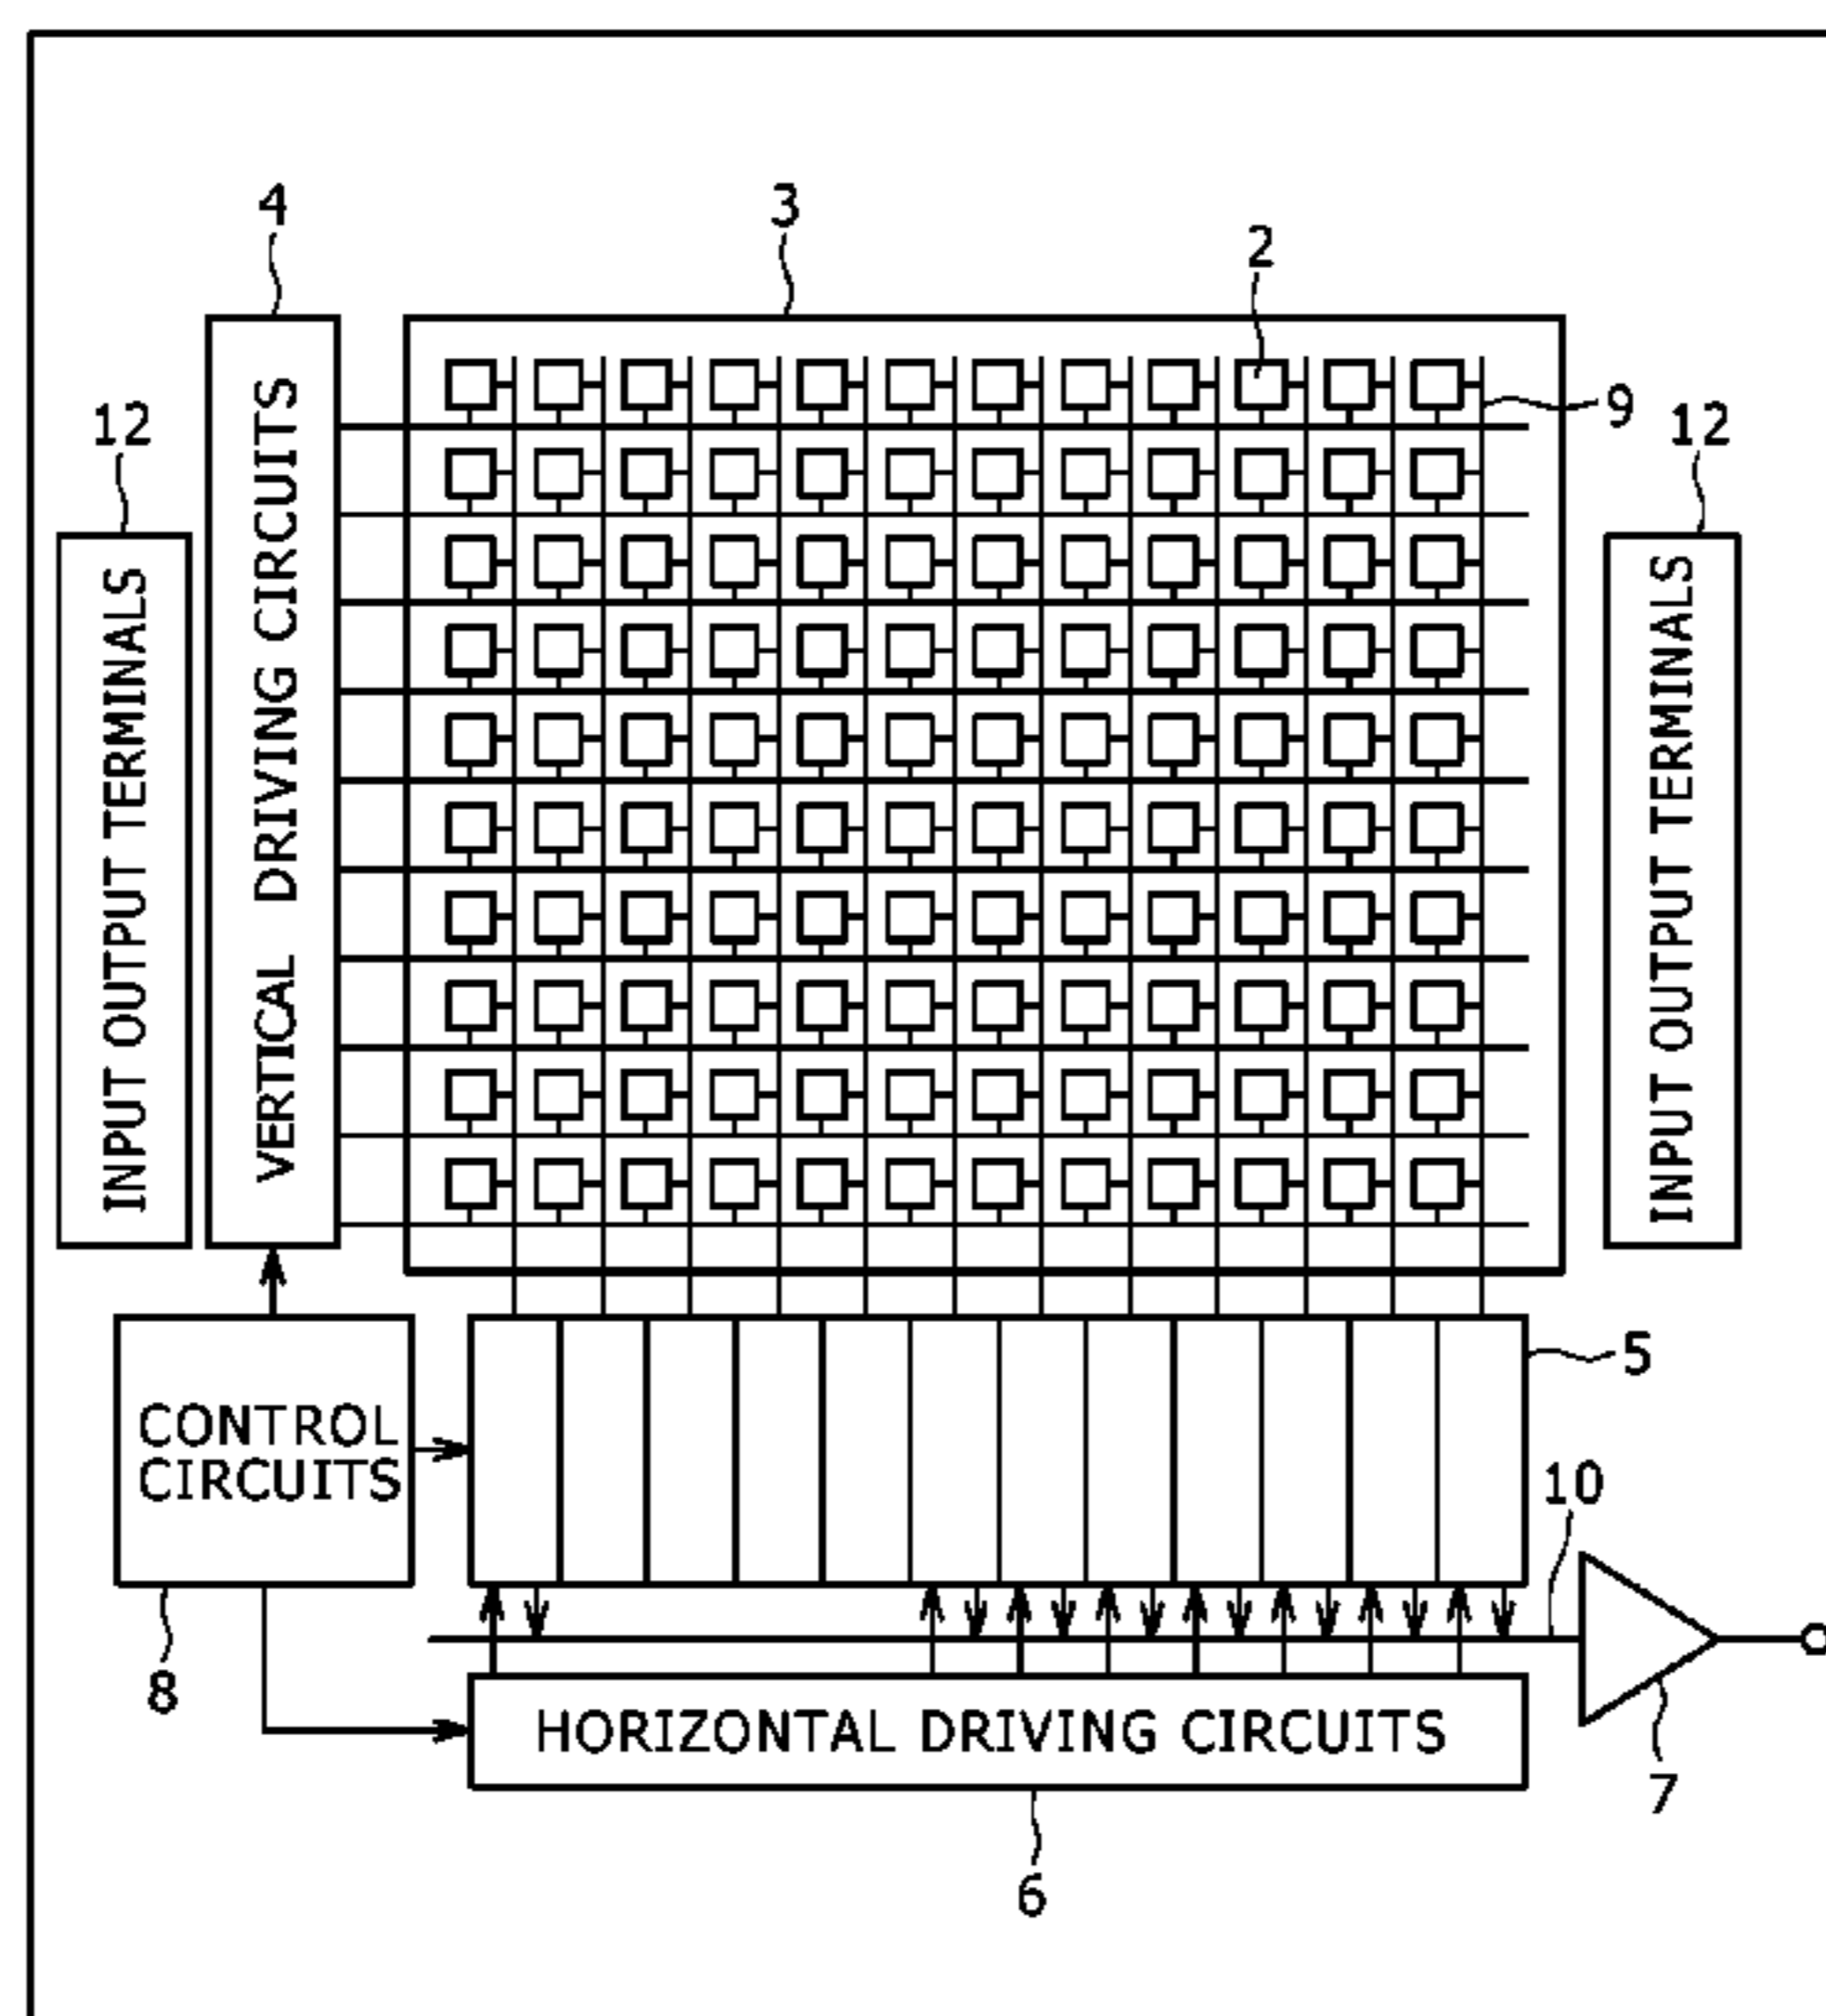 4
3
2
12
9
12
INPUT OUTPUT TERMINALS
VERTICAL DRIVING CIRCUITS
INPUT OUTPUT TERMINALS
5
CONTROL
CIRCUITS
10
8
HORIZONTAL DRIVING CIRCUITS
7
6